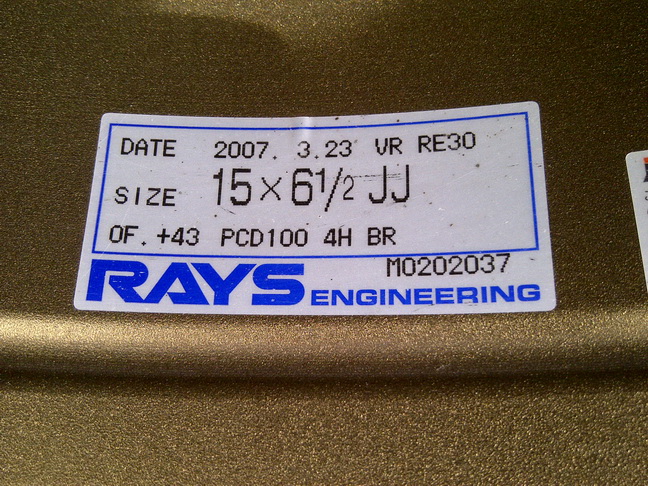 DATE 2007. 3.23 VR RE30
SIZE 15×6½ JJ
OF. +43 PCD100 4H BR
M0202037
RAYS ENGINEERING